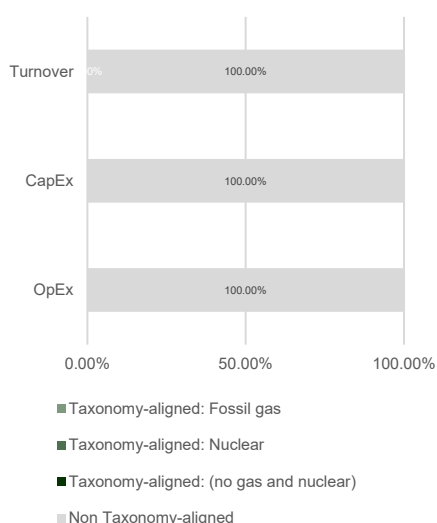 Turnover
0%
100.00%
CapEx
100.00%
OpEx
100.00%
0.00% 50.00% 100.00%
Taxonomy-aligned: Fossil gas
Taxonomy-aligned: Nuclear
Taxonomy-aligned: (no gas and nuclear)
Non Taxonomy-aligned